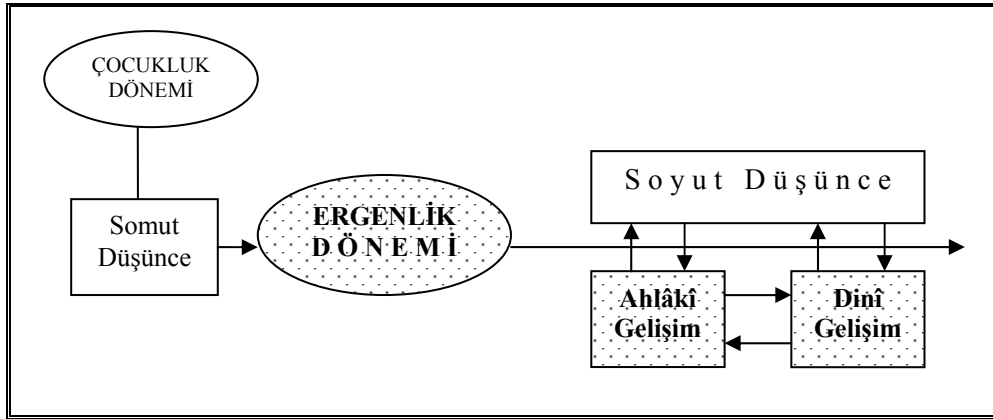 ÇOCUKLUK
DÖNEMİ
Somut
Düşünce
ERGENLİK
DÖNEMİ
Soyut Düşünce
Ahlâkî
Gelişim
Dinî
Gelişim